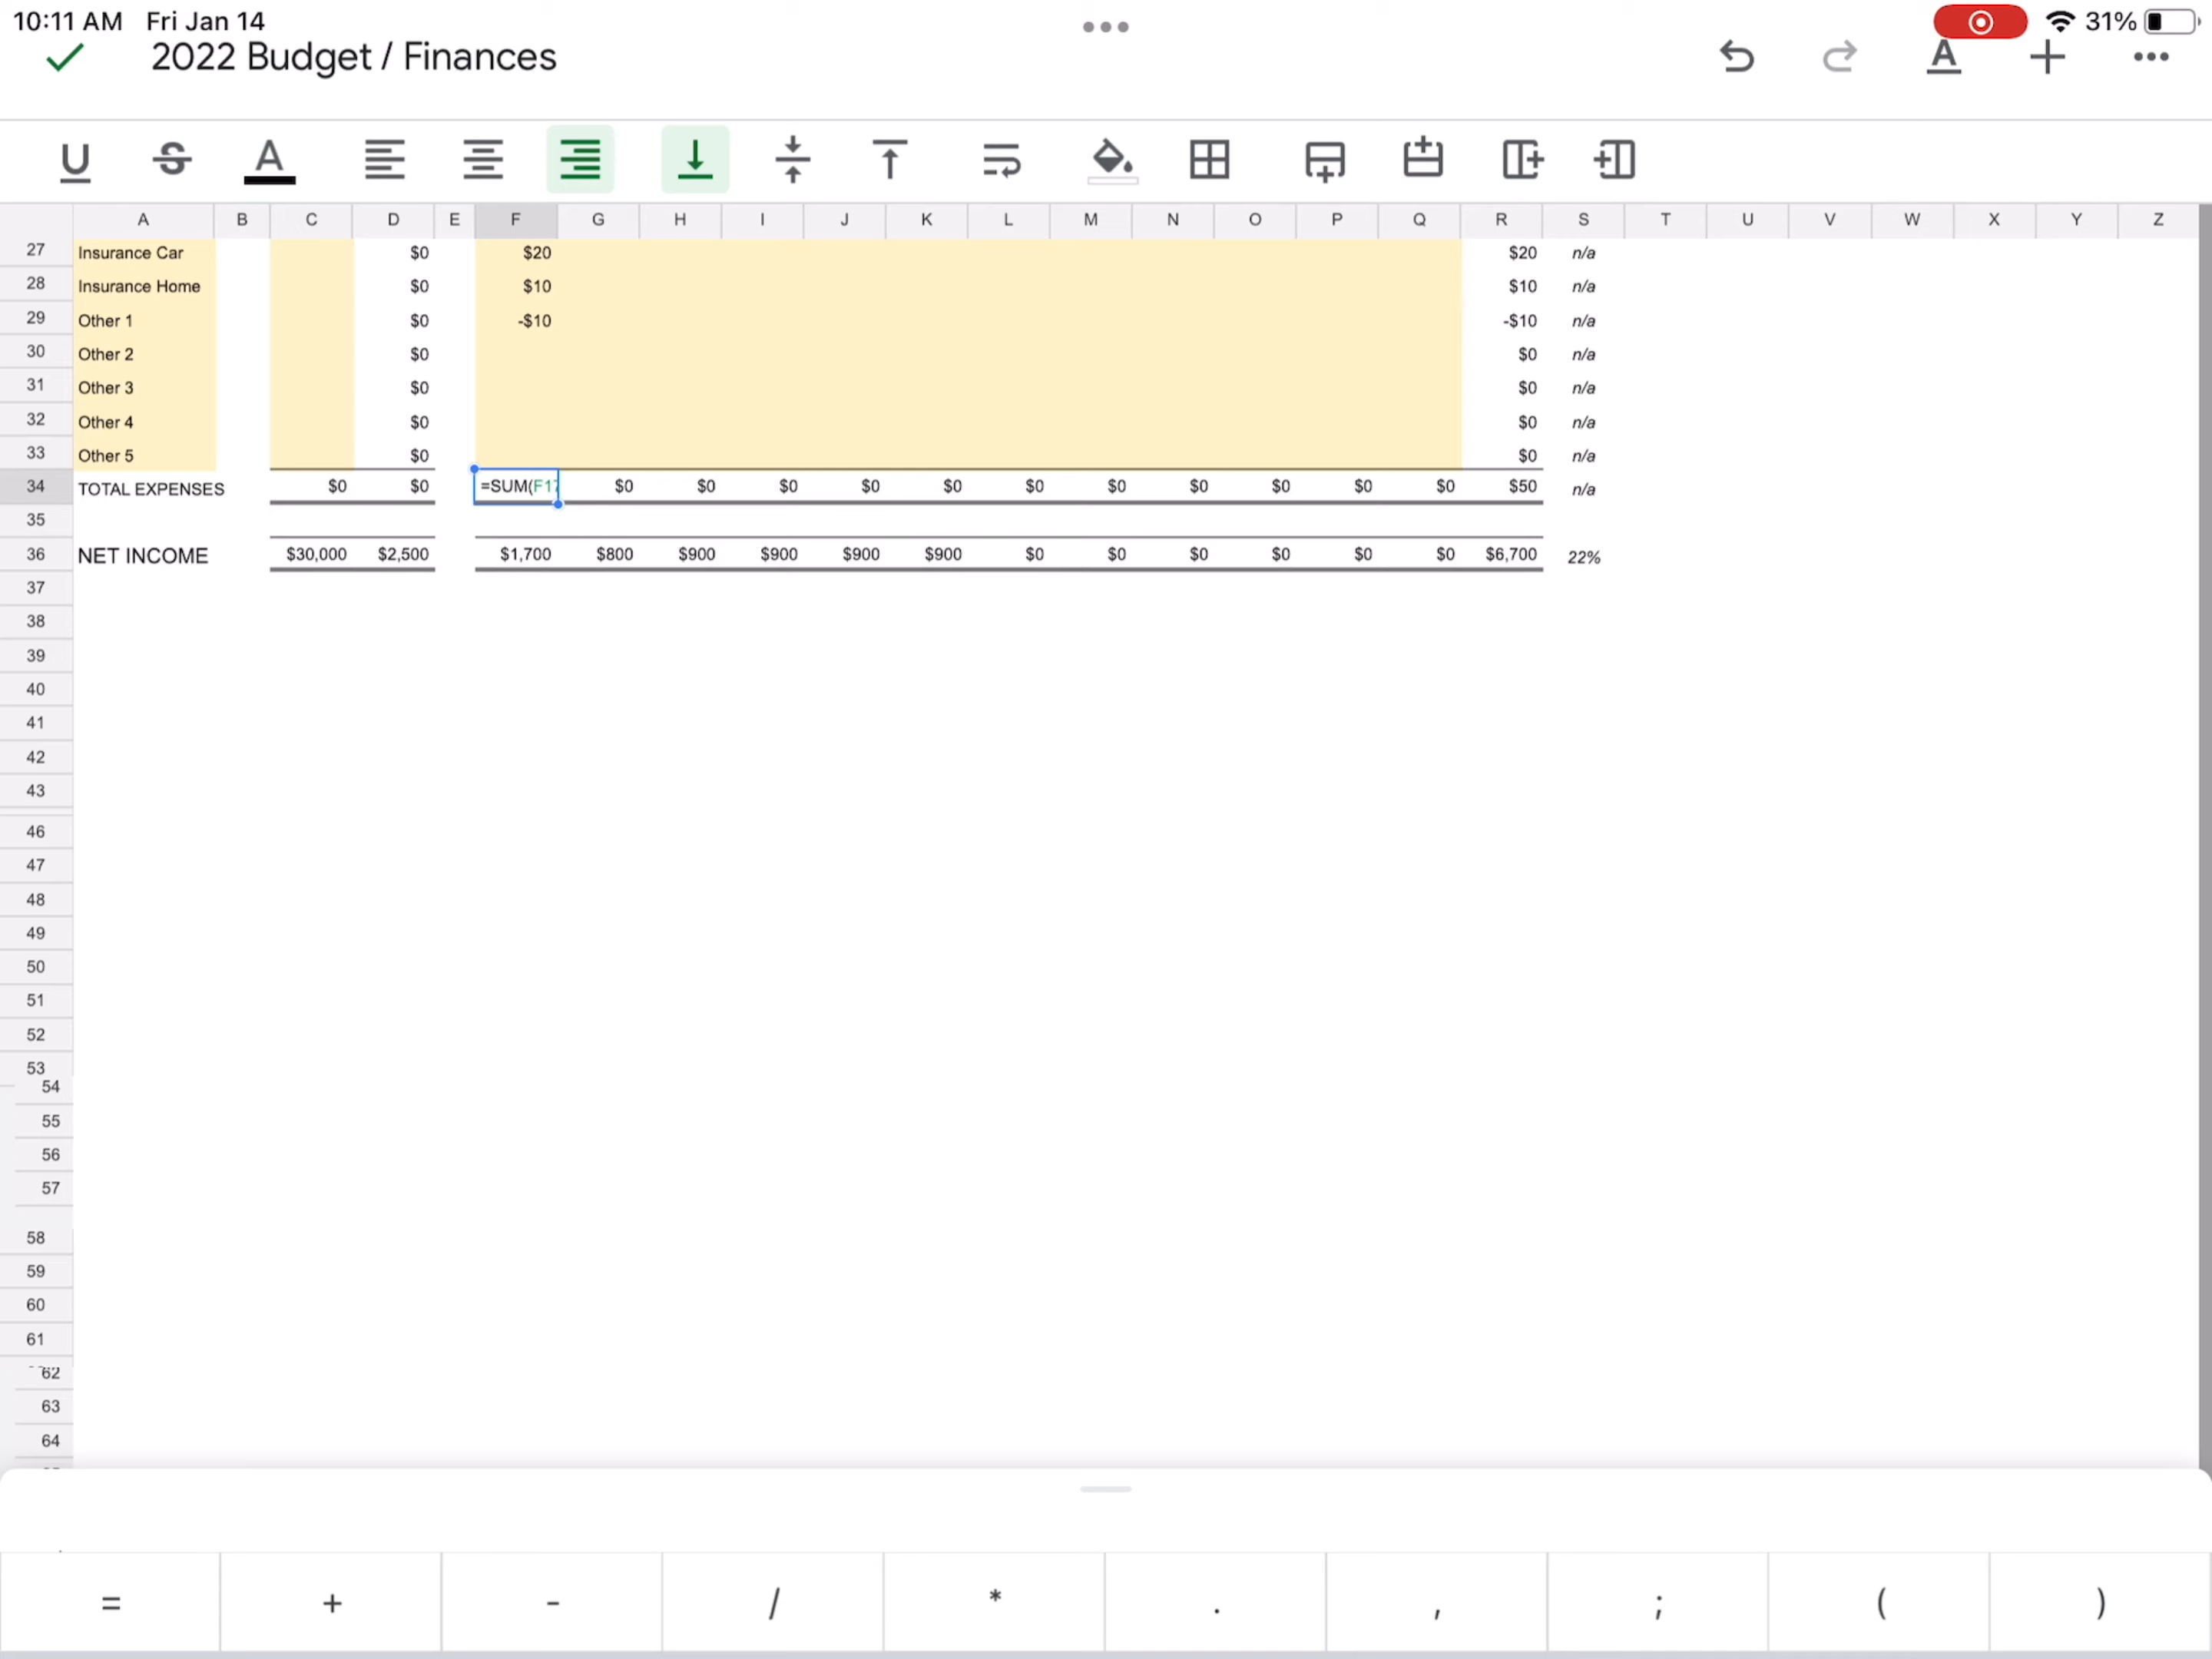 10:11 AM Fri Jan 14
31%
2022 Budget / Finances
A
U S A
A B C D E F G H I J K L M N O P Q R S T U V W X Y Z
27 Insurance Car $0 $20 $20 n/a
28 Insurance Home $0 $10 $10 n/a
29 Other 1 $0 -$10 -$10 n/a
30 Other 2 $0 $0 n/a
31 Other 3 $0 $0 n/a
32 Other 4 $0 $0 n/a
33 Other 5 $0 $0 n/a
34 TOTAL EXPENSES $0 $0 =SUM(F17 $0 $0 $0 $0 $0 $0 $0 $0 $0 $0 $0 $50 n/a
35
36 NET INCOME $30,000 $2,500 $1,700 $800 $900 $900 $900 $900 $0 $0 $0 $0 $0 $0 $6,700 22%
37
38
39
40
41
42
43
46
47
48
49
50
51
52
53
54
55
56
57
58
59
60
61
62
63
64
= + - / * . , ; ( )